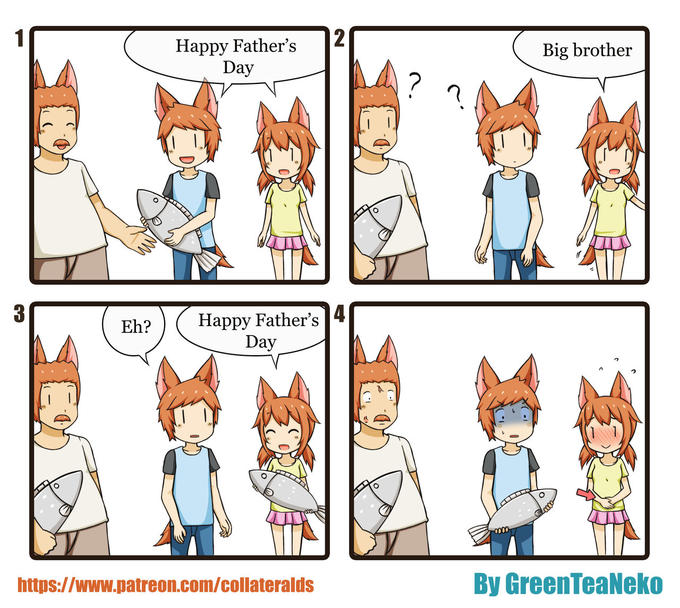 1
Happy Father's
Day
2
Big brother
?
?
3
Eh?
Happy Father's
Day
4
https://www.patreon.com/collateralds
By GreenTeaNeko